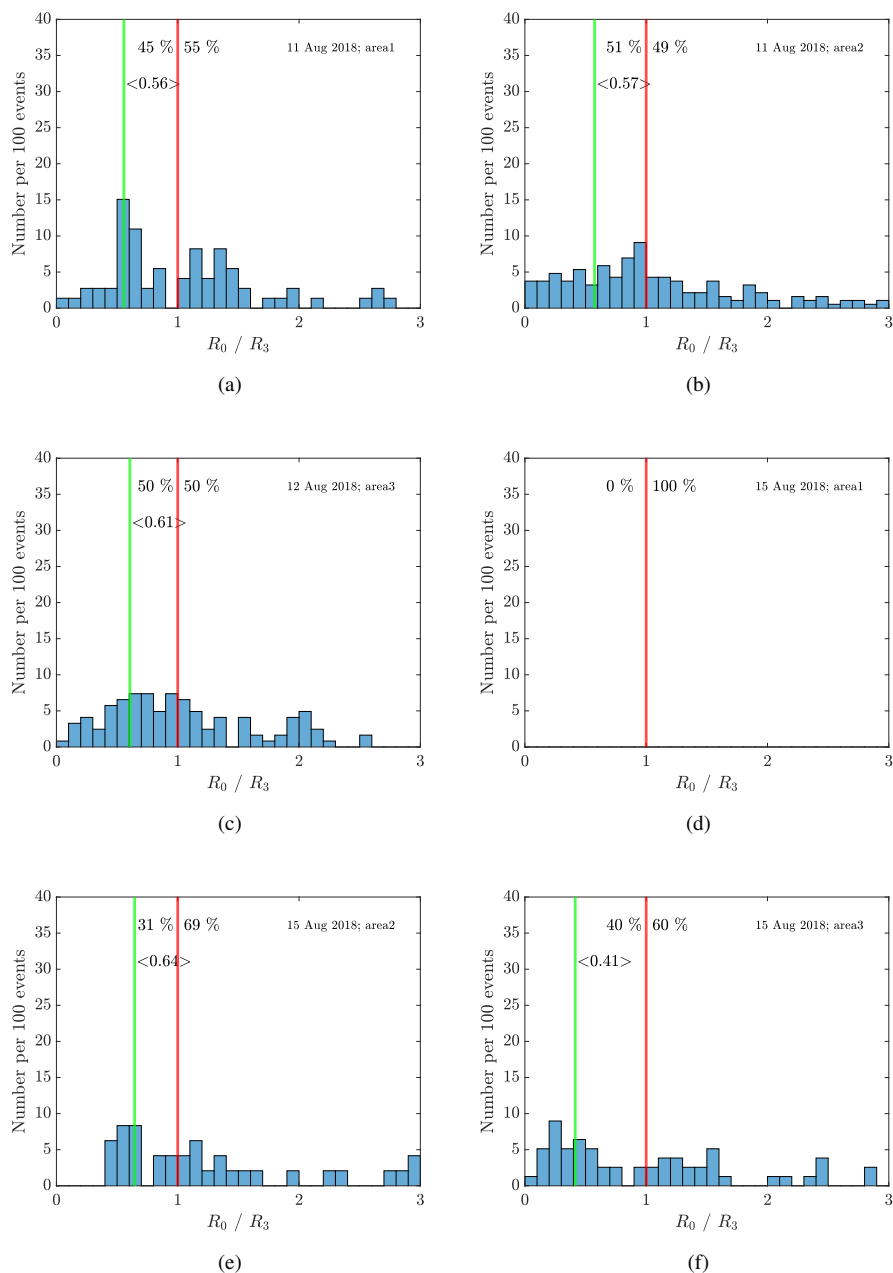 40
35
30
25
20
15
10
5
0
Number per 100 events
45 % 55 %
11 Aug 2018; area1
<0.56>
0 1 2 3
R0 / R3
(a)
40
35
30
25
20
15
10
5
0
Number per 100 events
51 % 49 %
11 Aug 2018; area2
<0.57>
0 1 2 3
R0 / R3
(b)
40
35
30
25
20
15
10
5
0
Number per 100 events
50 % 50 %
12 Aug 2018; area3
<0.61>
0 1 2 3
R0 / R3
(c)
40
35
30
25
20
15
10
5
0
Number per 100 events
0 % 100 %
15 Aug 2018; area1
0 1 2 3
R0 / R3
(d)
40
35
30
25
20
15
10
5
0
Number per 100 events
31 % 69 %
15 Aug 2018; area2
<0.64>
0 1 2 3
R0 / R3
(e)
40
35
30
25
20
15
10
5
0
Number per 100 events
40 % 60 %
15 Aug 2018; area3
<0.41>
0 1 2 3
R0 / R3
(f)